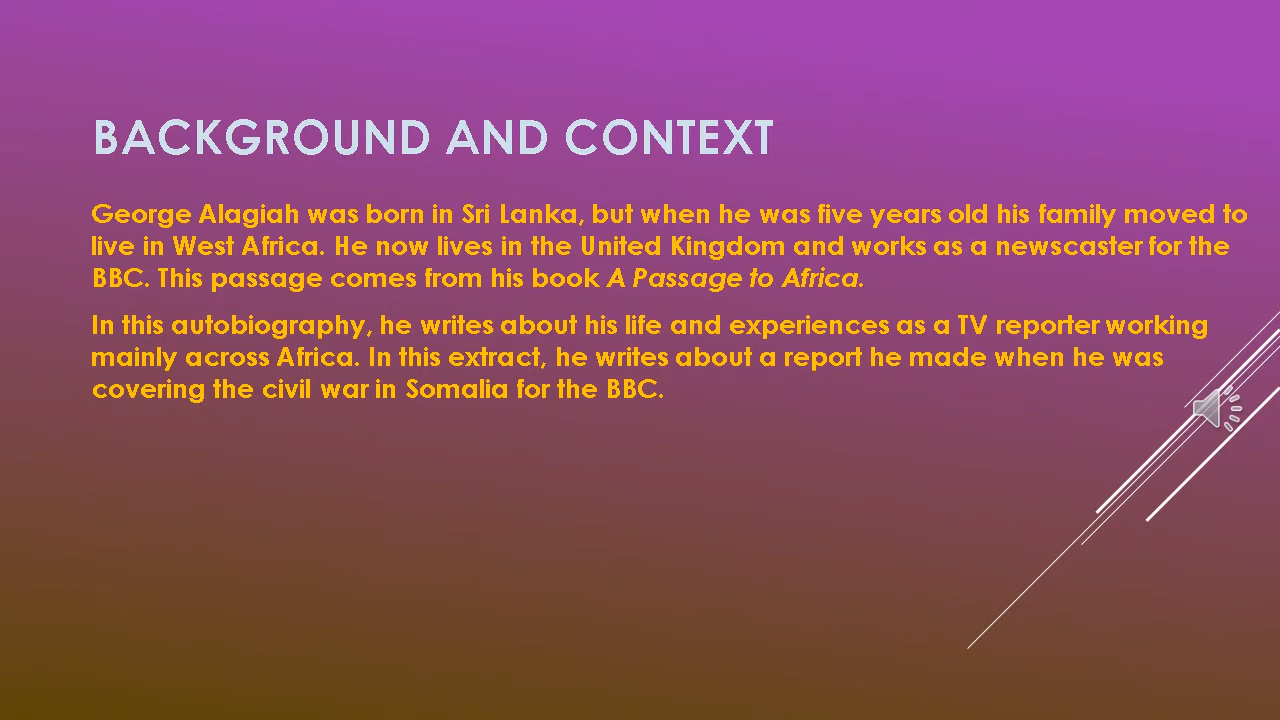 BACKGROUND AND CONTEXT
George Alagiah was born in Sri Lanka, but when he was five years old his family moved to
live in West Africa. He now lives in the United Kingdom and works as a newscaster for the
BBC. This passage comes from his book A Passage to Africa.
In this autobiography, he writes about his life and experiences as a TV reporter working
mainly across Africa. In this extract, he writes about a report he made when he was
covering the civil war in Somalia for the BBC.